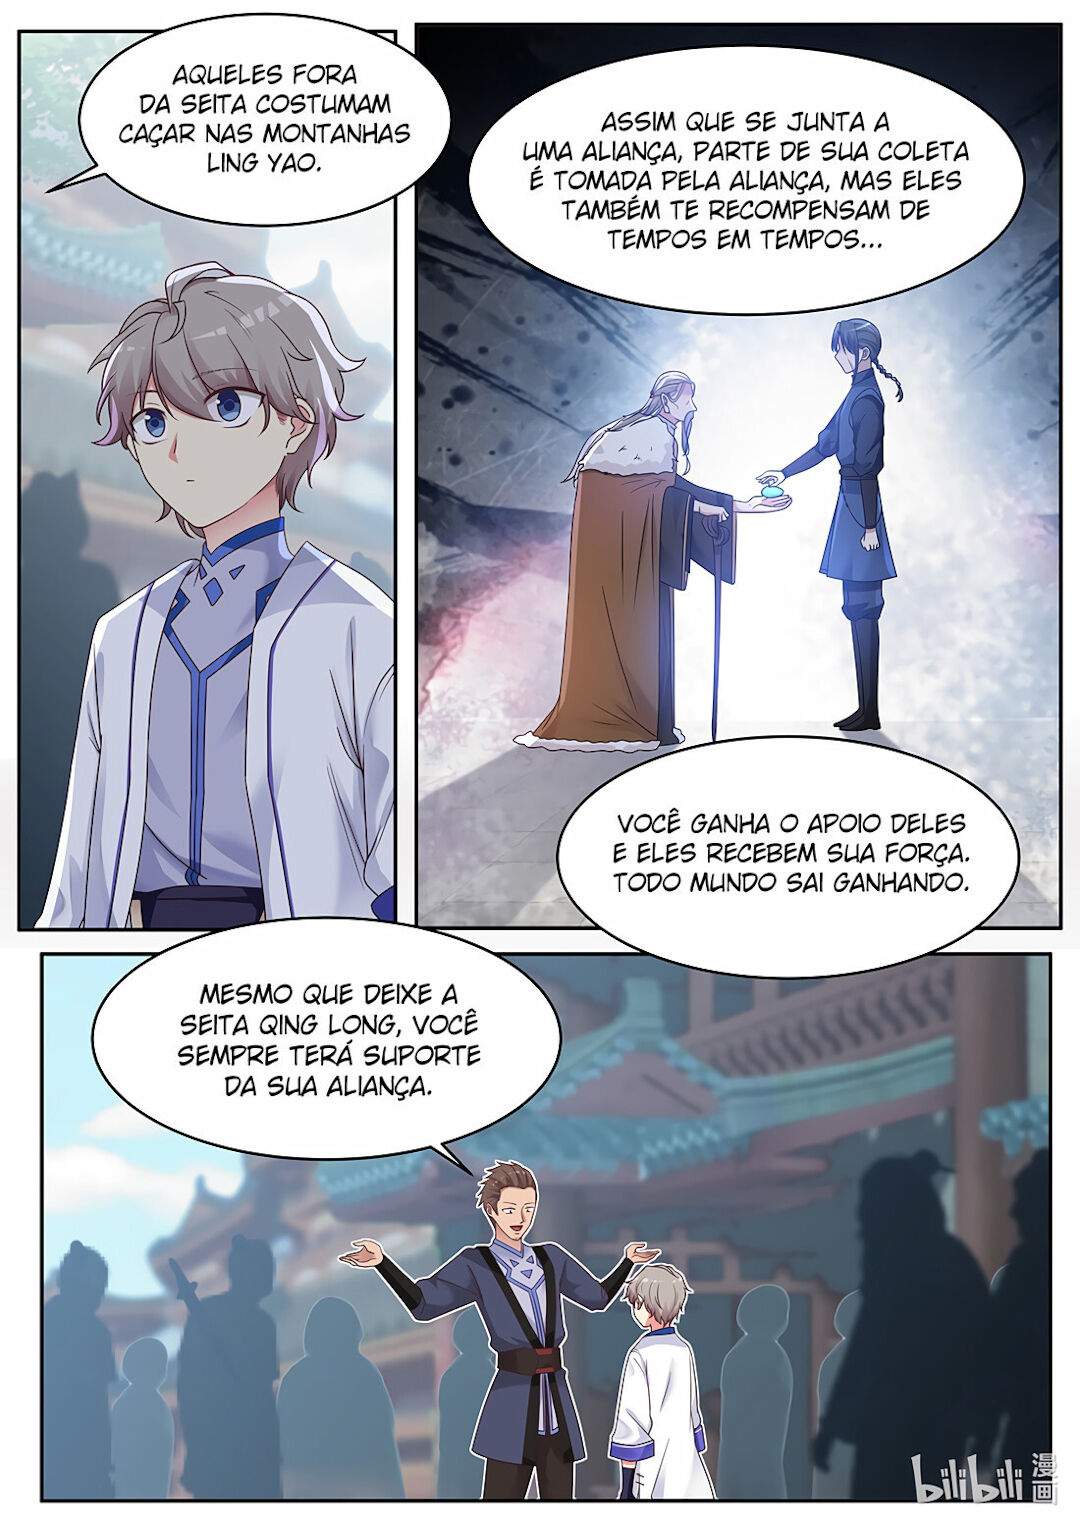 AQUELES FORA
DA SEITA COSTUMAM
CAÇAR NAS MONTANHAS
LING YAO.
ASSIM QUE SE JUNTA A
UMA ALIANÇA, PARTE DE SUA COLETA
É TOMADA PELA ALIANÇA, MAS ELES
TAMBÉM TE RECOMPENSAM DE
TEMPOS EM TEMPOS...
VOCÊ GANHA O APOIO DELES
E ELES RECEBEM SUA FORÇA.
TODO MUNDO SAI GANHANDO.
MESMO QUE DEIXE A
SEITA QING LONG, VOCÊ
SEMPRE TERÁ SUPORTE
DA SUA ALIANÇA.
bilibili 漫画